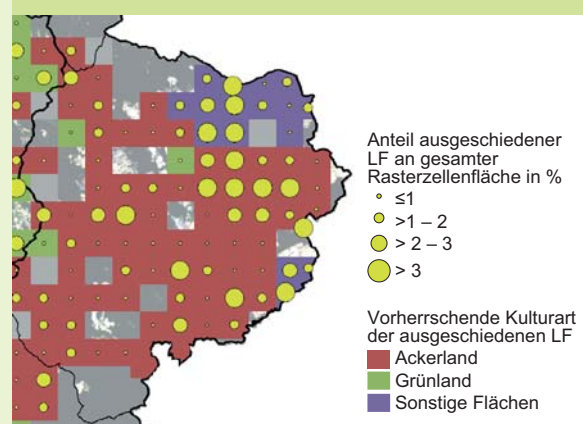 Anteil ausgeschiedener
LF an gesamter
Rasterzellenfläche in %
≤1
>1 – 2
> 2 – 3
> 3
Vorherrschende Kulturart
der ausgeschiedenen LF
Ackerland
Grünland
Sonstige Flächen